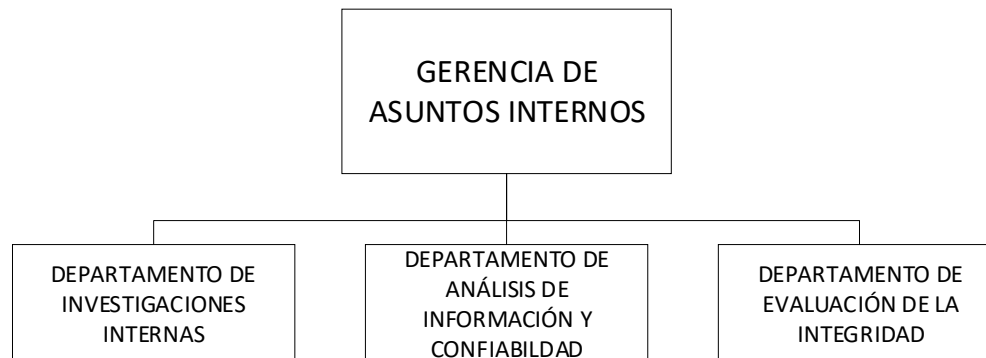 GERENCIA DE
ASUNTOS INTERNOS
DEPARTAMENTO DE
INVESTIGACIONES
INTERNAS
DEPARTAMENTO DE
ANÁLISIS DE
INFORMACIÓN Y
CONFIABILDAD
DEPARTAMENTO DE
EVALUACIÓN DE LA
INTEGRIDAD